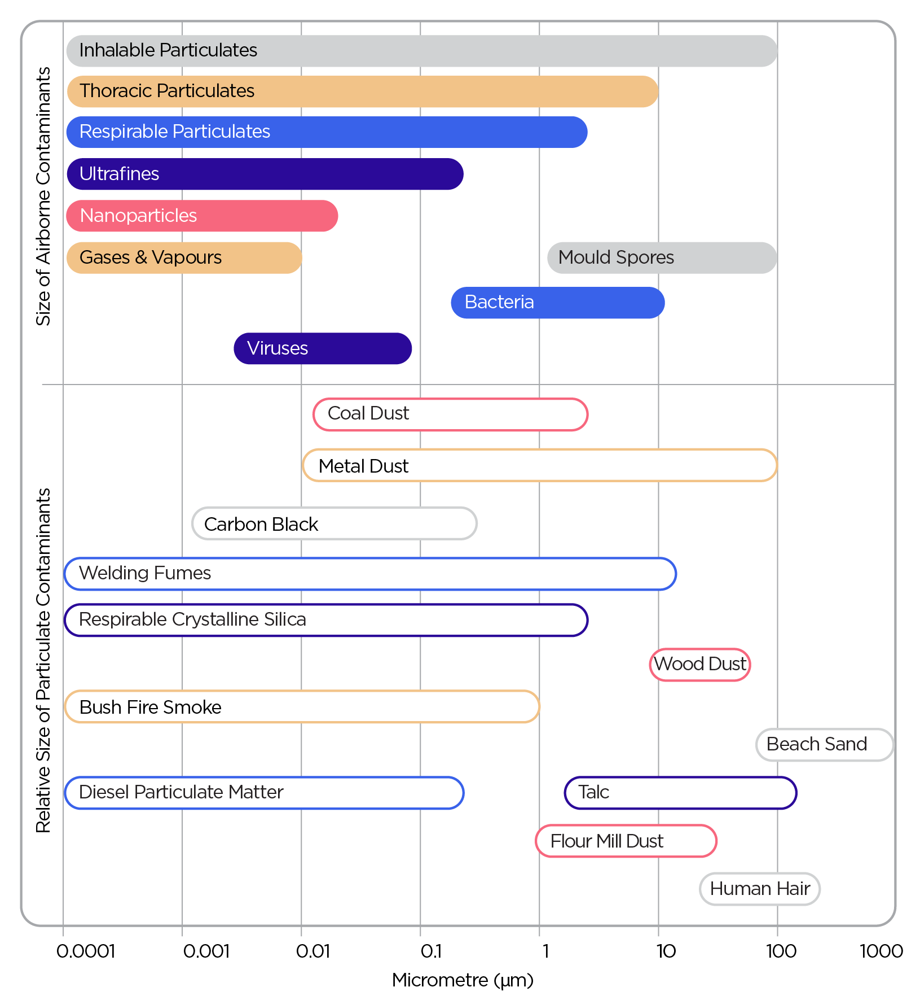 Size of Airborne Contaminants
Inhalable Particulates
Thoracic Particulates
Respirable Particulates
Ultrafines
Nanoparticles
Gases & Vapours
Mould Spores
Bacteria
Viruses
Relative Size of Particulate Contaminants
Coal Dust
Metal Dust
Carbon Black
Welding Fumes
Respirable Crystalline Silica
Wood Dust
Bush Fire Smoke
Beach Sand
Diesel Particulate Matter
Talc
Flour Mill Dust
Human Hair
0.0001 0.001 0.01 0.1 1 10 100 1000
Micrometre (µm)